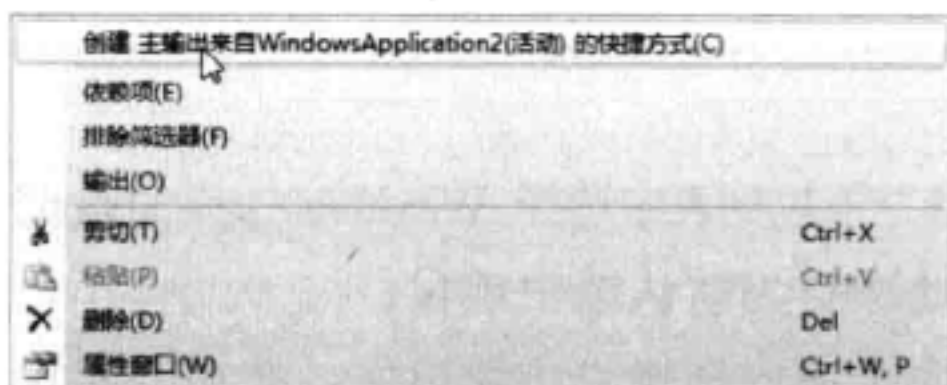 创建 主输出来自WindowsApplication2(活动) 的快捷方式(C)
依赖项(E)
排除筛选器(F)
输出(O)
剪切(T) Ctrl+X
粘贴(P) Ctrl+V
删除(D) Del
属性窗口(W) Ctrl+W, P